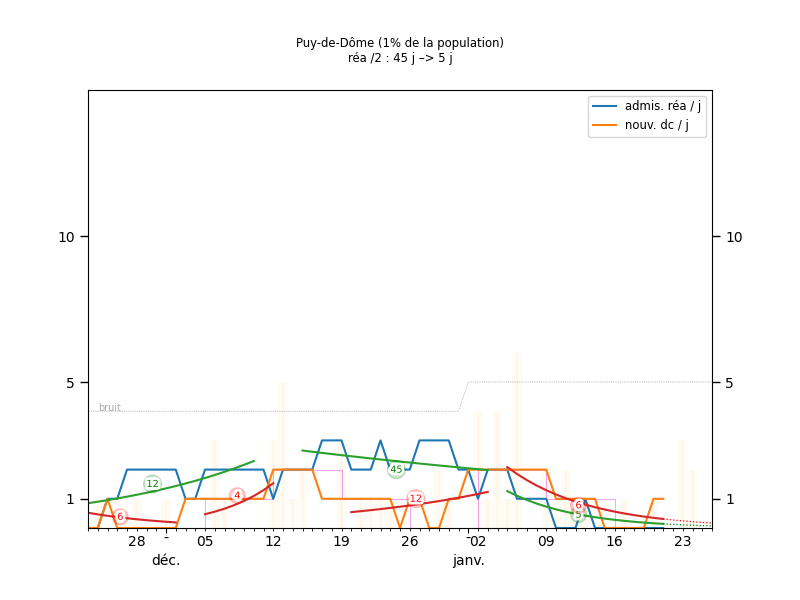 Puy-de-Dôme (1% de la population)
réa /2 : 45 j –> 5 j
admis. réa / j
nouv. dc / j
10 10
5 5
bruit
45
12
4
12
6
6
5
1 1
28 05 12 19 26 02 09 16 23
déc. janv.